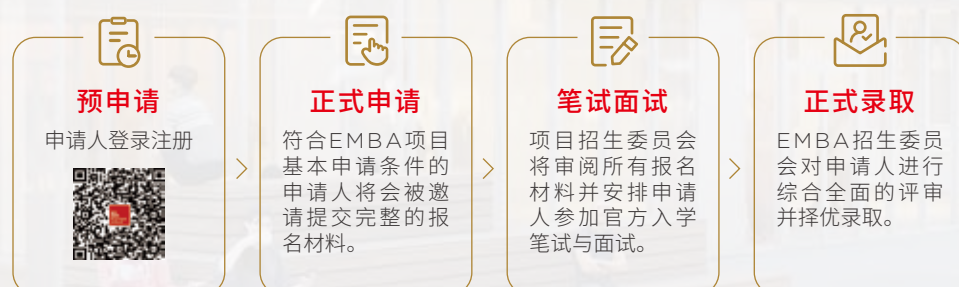 预申请
申请人登录注册
正式申请
符合EMBA项目
基本申请条件的
申请人将会被邀
请提交完整的报
名材料。
笔试面试
项目招生委员会
将审阅所有报名
材料并安排申请
人参加官方入学
笔试与面试。
正式录取
EMBA招生委员
会对申请人进行
综合全面的评审
并择优录取。